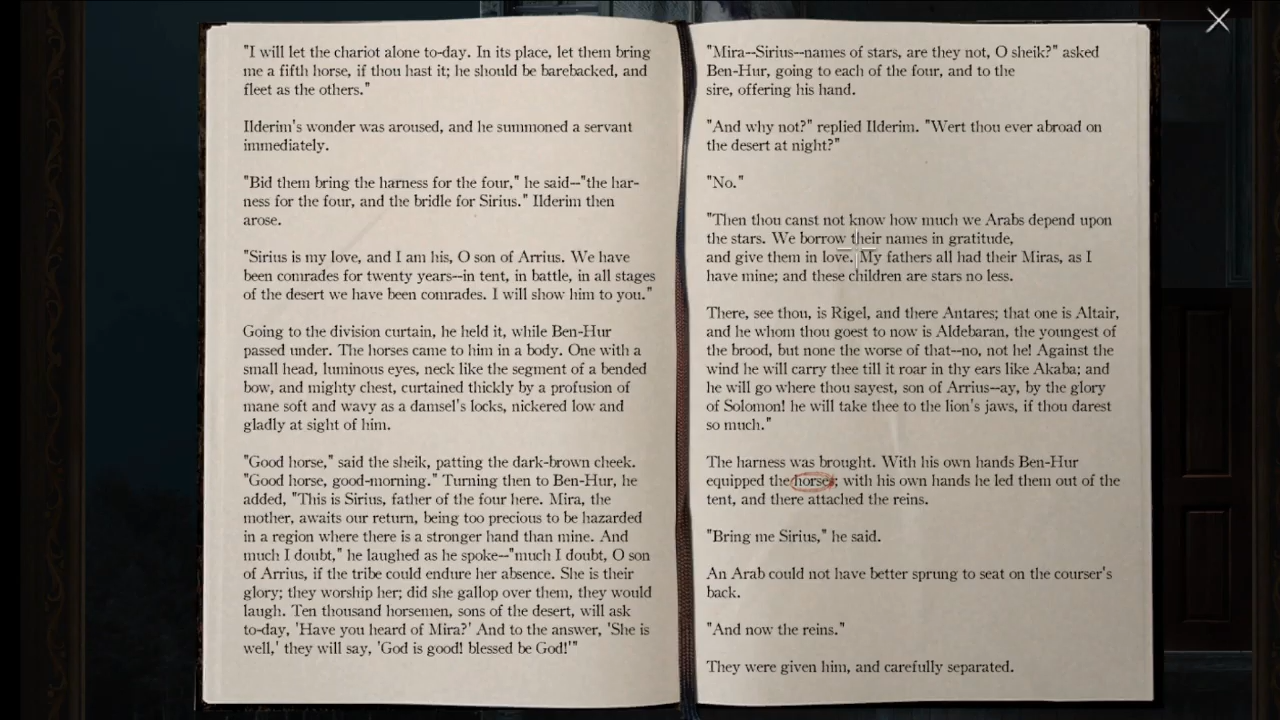 "I will let the chariot alone to-day. In its place, let them bring
me a fifth horse, if thou hast it; he should be barebacked, and
fleet as the others."
Ilderim's wonder was aroused, and he summoned a servant
immediately.
"Bid them bring the harness for the four," he said--"the har-
ness for the four, and the bridle for Sirius." Ilderim then
arose.
"Sirius is my love, and I am his, O son of Arrius. We have
been comrades for twenty years--in tent, in battle, in all stages
of the desert we have been comrades. I will show him to you."
Going to the division curtain, he held it, while Ben-Hur
passed under. The horses came to him in a body. One with a
small head, luminous eyes, neck like the segment of a bended
bow, and mighty chest, curtained thickly by a profusion of
mane soft and wavy as a damsel's locks, nickered low and
gladly at sight of him.
"Good horse," said the sheik, patting the dark-brown cheek.
"Good horse, good-morning." Turning then to Ben-Hur, he
added, "This is Sirius, father of the four here. Mira, the
mother, awaits our return, being too precious to be hazarded
in a region where there is a stronger hand than mine. And
much I doubt," he laughed as he spoke--"much I doubt, O son
of Arrius, if the tribe could endure her absence. She is their
glory; they worship her; did she gallop over them, they would
laugh. Ten thousand horsemen, sons of the desert, will ask
to-day, 'Have you heard of Mira?' And to the answer, 'She is
well,' they will say, 'God is good! blessed be God!'"
"Mira--Sirius--names of stars, are they not, O sheik?" asked
Ben-Hur, going to each of the four, and to the
sire, offering his hand.
"And why not?" replied Ilderim. "Wert thou ever abroad on
the desert at night?"
"No."
"Then thou canst not know how much we Arabs depend upon
the stars. We borrow their names in gratitude,
and give them in love. My fathers all had their Miras, as I
have mine; and these children are stars no less.
There, see thou, is Rigel, and there Antares; that one is Altair,
and he whom thou goest to now is Aldebaran, the youngest of
the brood, but none the worse of that--no, not he! Against the
wind he will carry thee till it roar in thy ears like Akaba; and
he will go where thou sayest, son of Arrius--ay, by the glory
of Solomon! he will take thee to the lion's jaws, if thou darest
so much."
The harness was brought. With his own hands Ben-Hur
equipped the horses; with his own hands he led them out of the
tent, and there attached the reins.
"Bring me Sirius," he said.
An Arab could not have better sprung to seat on the courser's
back.
"And now the reins."
They were given him, and carefully separated.